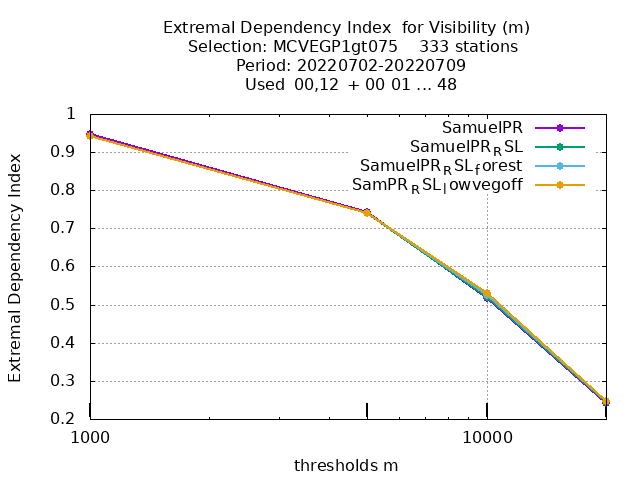 Extremal Dependency Index  for Visibility (m)
Selection: MCVEGP1gt075    333 stations
Period: 20220702-20220709
Used  00,12  + 00 01 ... 48
SamuelPR
SamuelPR_RSL
SamuelPR_RSL_forest
SamPR_RSL_lowvegoff
Extremal Dependency Index
1
0.9
0.8
0.7
0.6
0.5
0.4
0.3
0.2
1000
10000
thresholds m